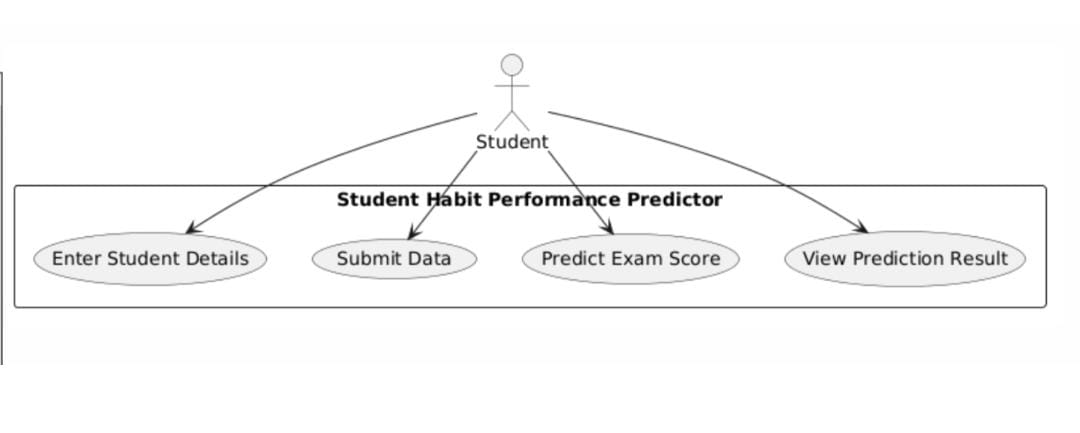 Student
Student Habit Performance Predictor
Enter Student Details
Submit Data
Predict Exam Score
View Prediction Result